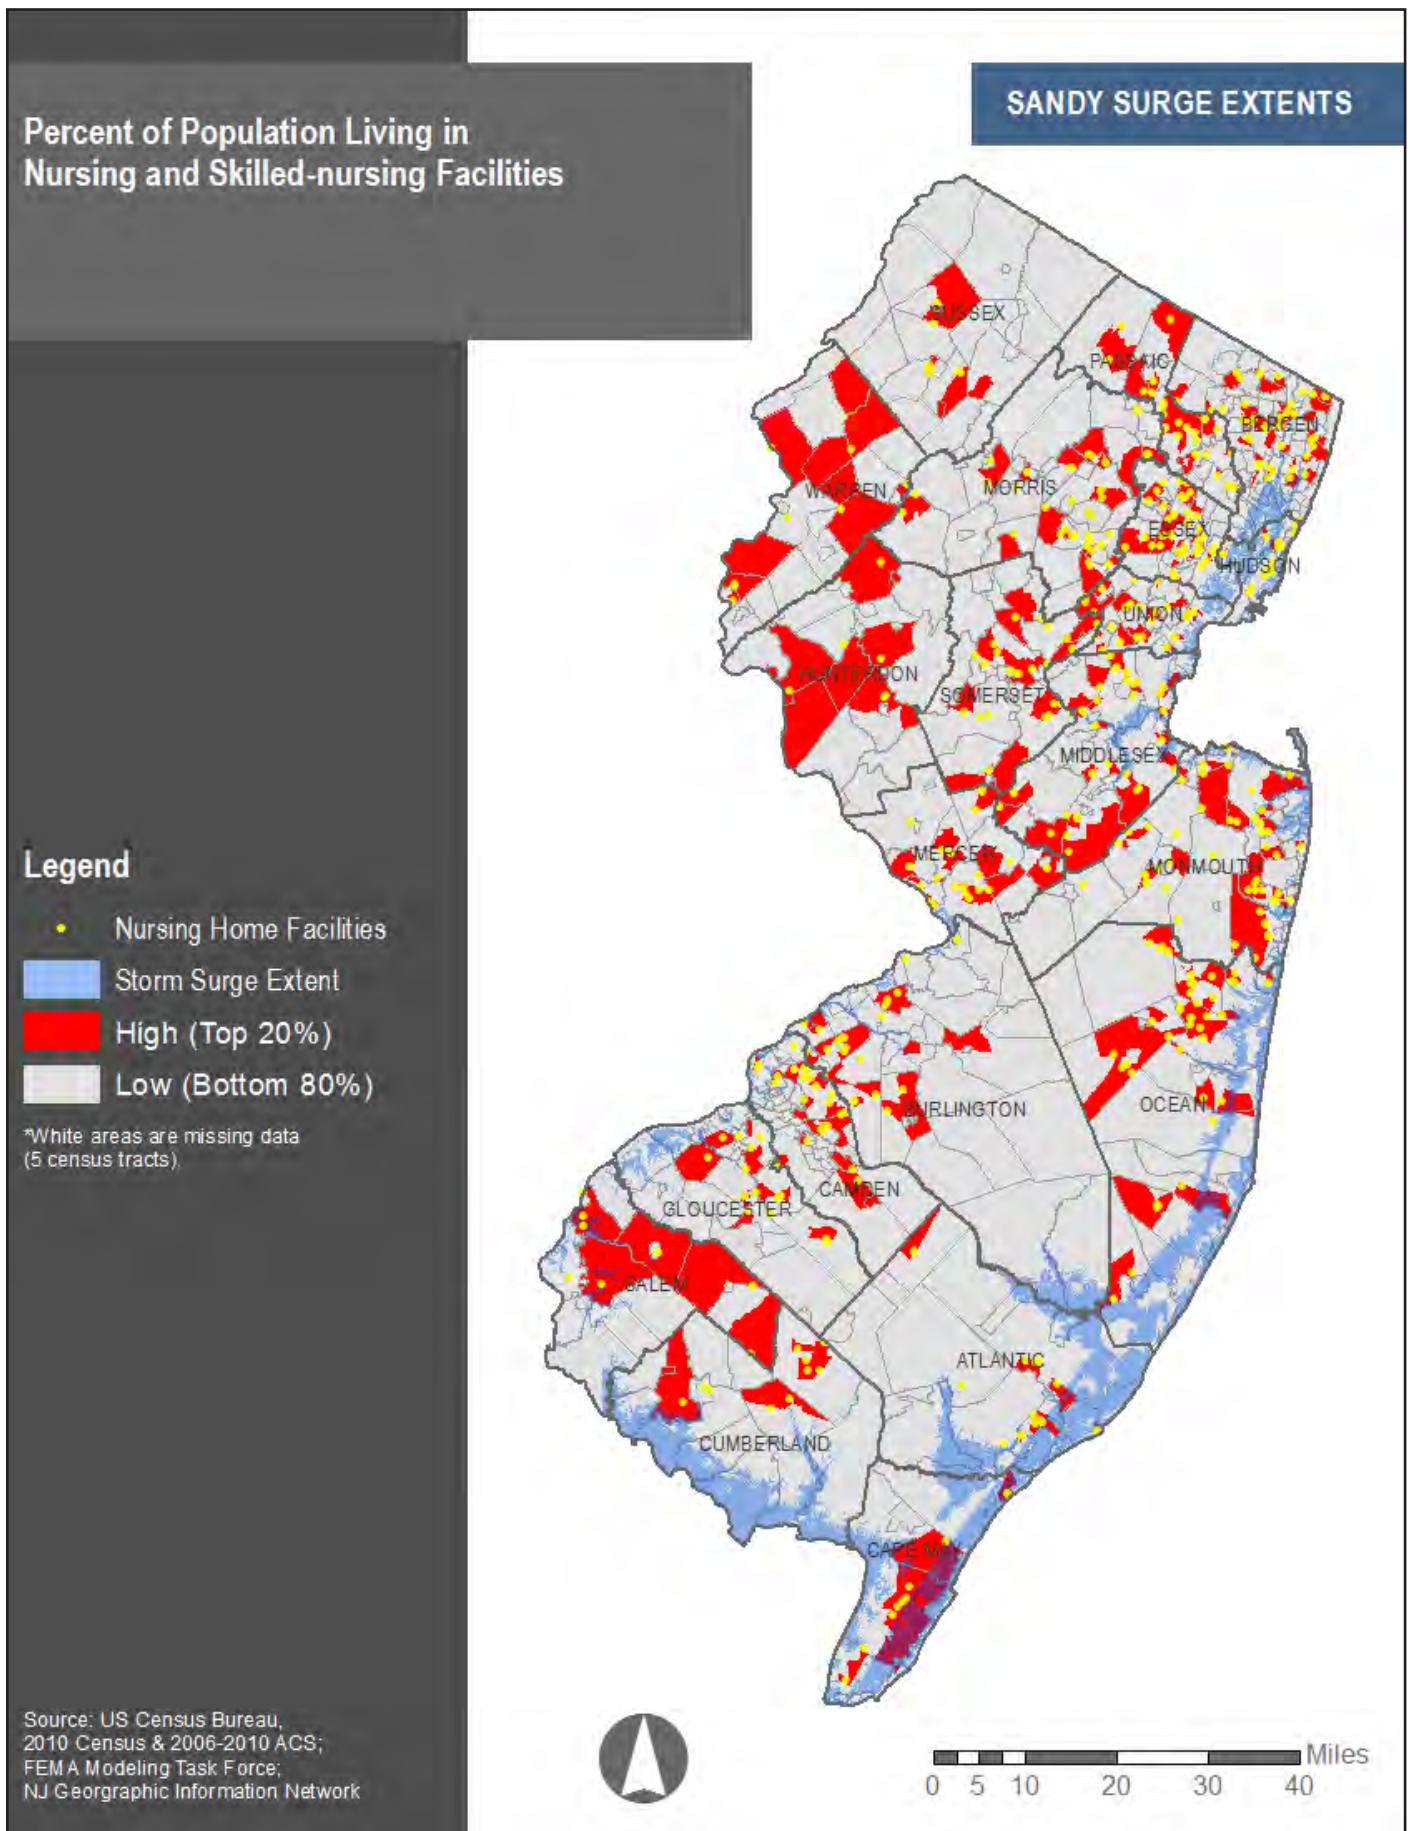 SANDY SURGE EXTENTS
Percent of Population Living in
Nursing and Skilled-nursing Facilities
SUSSEX
PASSAIC
BERGEN
WARREN
MORRIS
ESSEX
HUDSON
UNION
HUNTERDON
SOMERSET
MIDDLESEX
MERCER
MONMOUTH
OCEAN
BURLINGTON
CAMDEN
GLOUCESTER
SALEM
ATLANTIC
CUMBERLAND
CAPE MAY
Legend
Nursing Home Facilities
Storm Surge Extent
High (Top 20%)
Low (Bottom 80%)
*White areas are missing data
(5 census tracts).
Source: US Census Bureau,
2010 Census & 2006-2010 ACS;
FEMA Modeling Task Force;
NJ Georgraphic Information Network
Miles
0 5 10 20 30 40